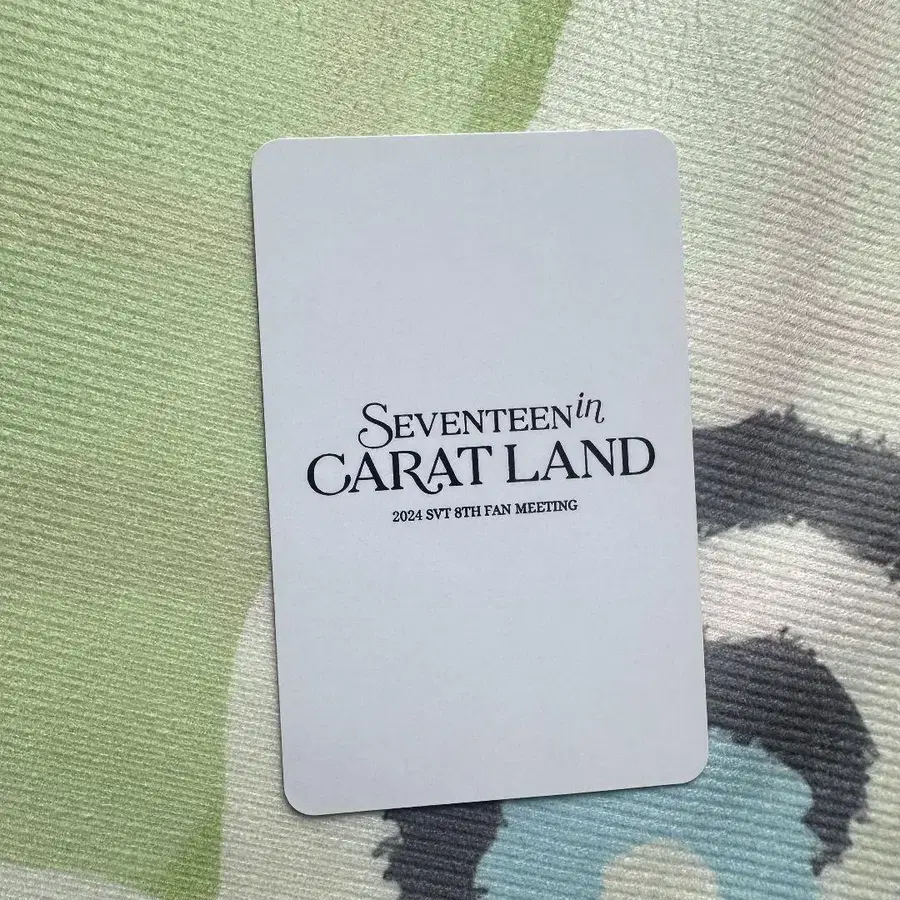 SEVENTEEN in
CARAT LAND
2024 SVT 8TH FAN MEETING